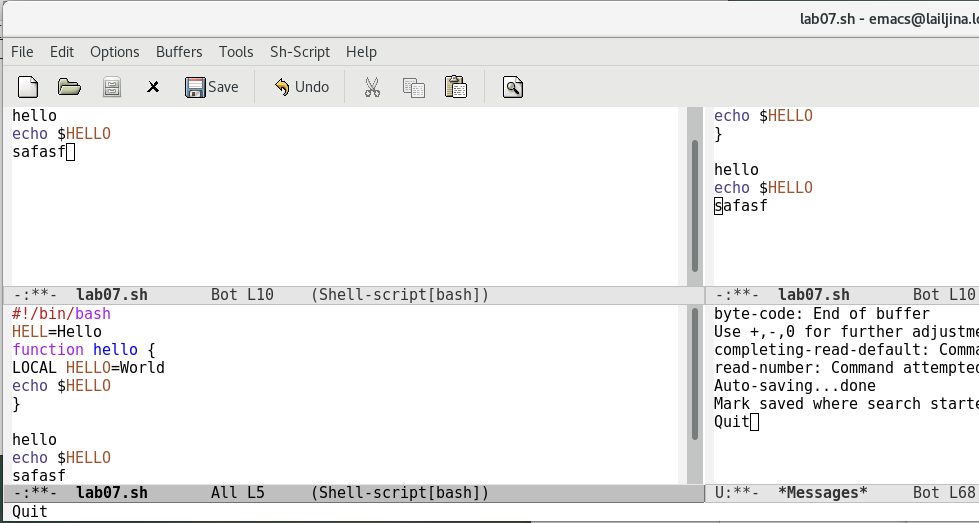 lab07.sh - emacs@lailjina.lo
File Edit Options Buffers Tools Sh-Script Help
Save Undo
hello
echo $HELLO
safasf
-:**- lab07.sh Bot L10 (Shell-script[bash])
echo $HELLO
}
hello
echo $HELLO
safasf
-:**- lab07.sh Bot L10
#!/bin/bash
HELL=Hello
function hello {
LOCAL HELLO=World
echo $HELLO
}
hello
echo $HELLO
safasf
-:**- lab07.sh All L5 (Shell-script[bash])
byte-code: End of buffer
Use +,-,0 for further adjustme
completing-read-default: Comma
read-number: Command attempted
Auto-saving...done
Mark saved where search starte
Quit
U:**- *Messages* Bot L68
Quit